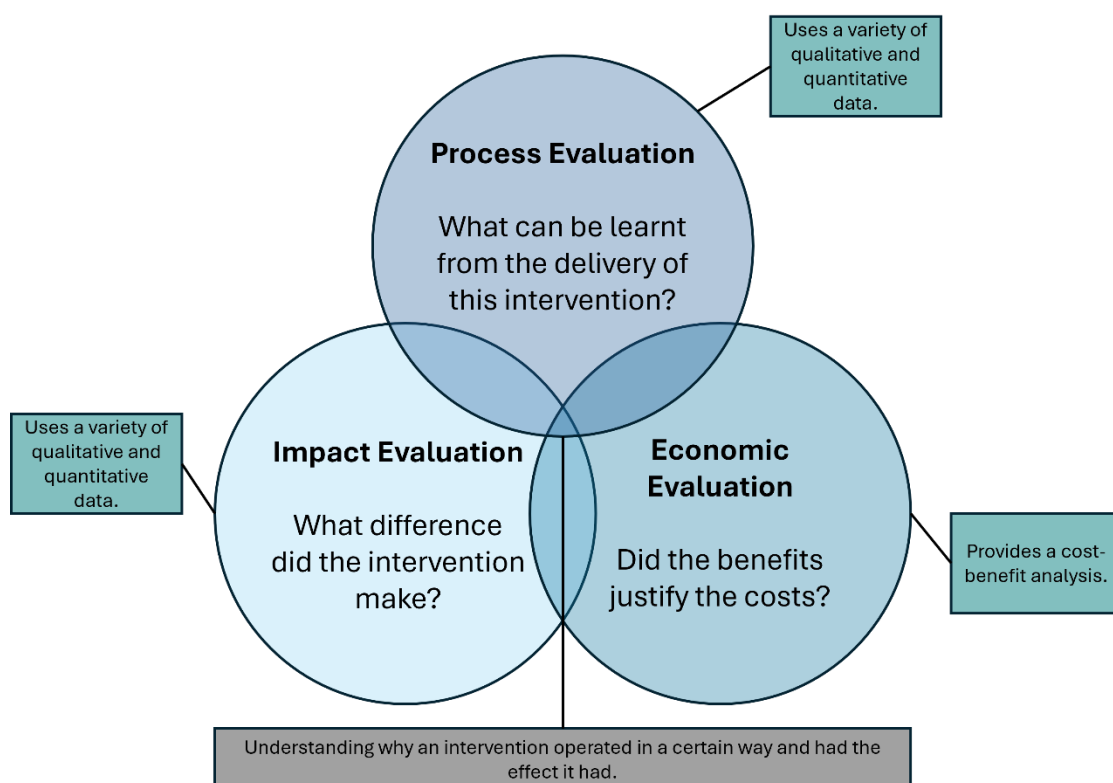 Uses a variety of
qualitative and
quantitative
data.
Process Evaluation
What can be learnt
from the delivery of
this intervention?
Uses a variety of
qualitative and
quantitative
data.
Impact Evaluation
What difference
did the intervention
make?
Economic
Evaluation
Did the benefits
justify the costs?
Provides a cost-
benefit analysis.
Understanding why an intervention operated in a certain way and had the
effect it had.